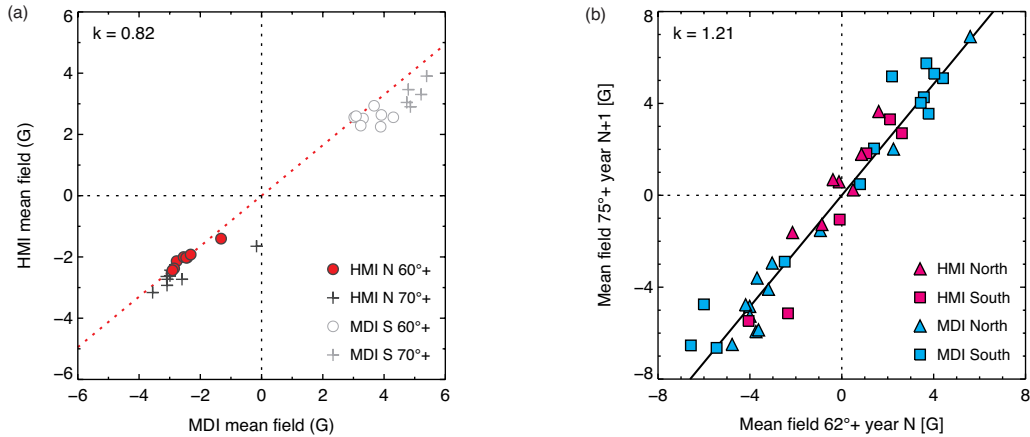 (a)
k = 0.82
6
4
2
0
−2
−4
−6
HMI mean field (G)
−6 −4 −2 0 2 4 6
MDI mean field (G)
HMI N 60°+
HMI N 70°+
MDI S 60°+
MDI S 70°+
(b)
k = 1.21
8
4
0
−4
−8
Mean field 75°+ year N+1 [G]
−8 −4 0 4 8
Mean field 62°+ year N [G]
HMI North
HMI South
MDI North
MDI South